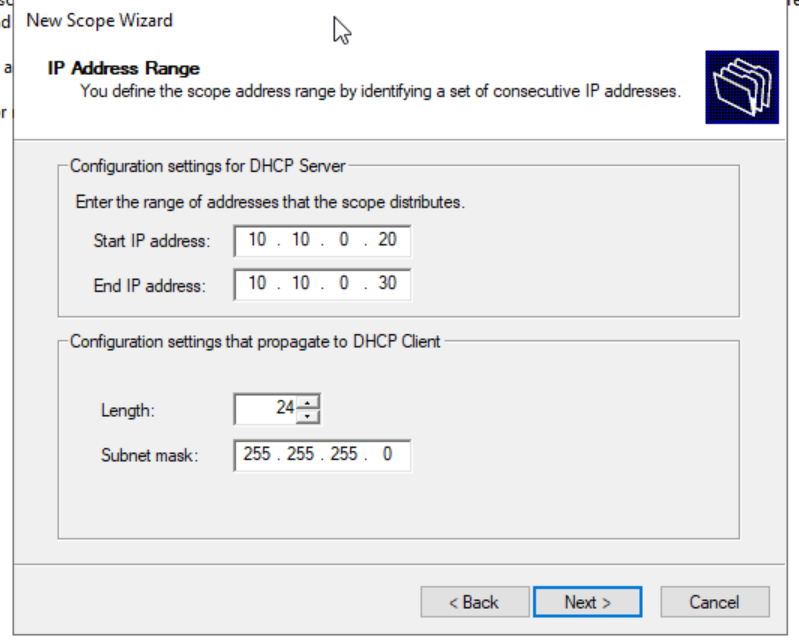 New Scope Wizard
IP Address Range
You define the scope address range by identifying a set of consecutive IP addresses.
Configuration settings for DHCP Server
Enter the range of addresses that the scope distributes.
Start IP address: 10 . 10 . 0 . 20
End IP address: 10 . 10 . 0 . 30
Configuration settings that propagate to DHCP Client
Length: 24
Subnet mask: 255 . 255 . 255 . 0
< Back Next > Cancel